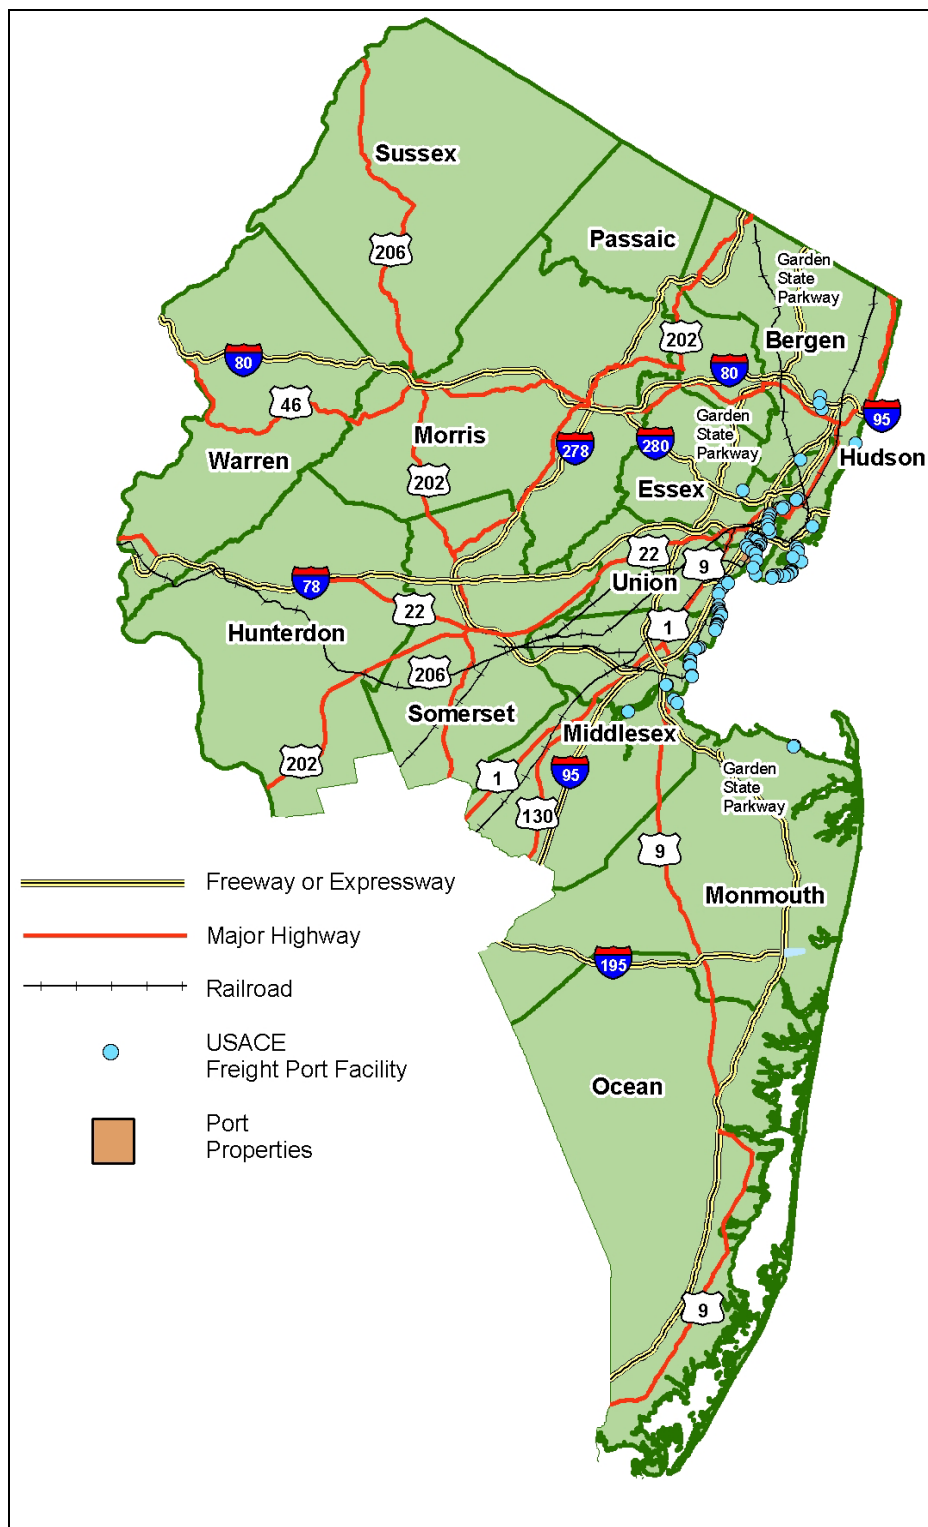 Sussex
Passaic
206
Garden
State
Parkway
Bergen
202
80
80
46
95
Garden
State
Parkway
Morris
278
280
Hudson
Warren
202
Essex
22
9
Union
78
22
1
Hunterdon
206
Somerset
Middlesex
202
1
95
Garden
State
Parkway
130
9
Freeway or Expressway
Monmouth
Major Highway
195
Railroad
USACE
Freight Port Facility
Ocean
Port
Properties
9